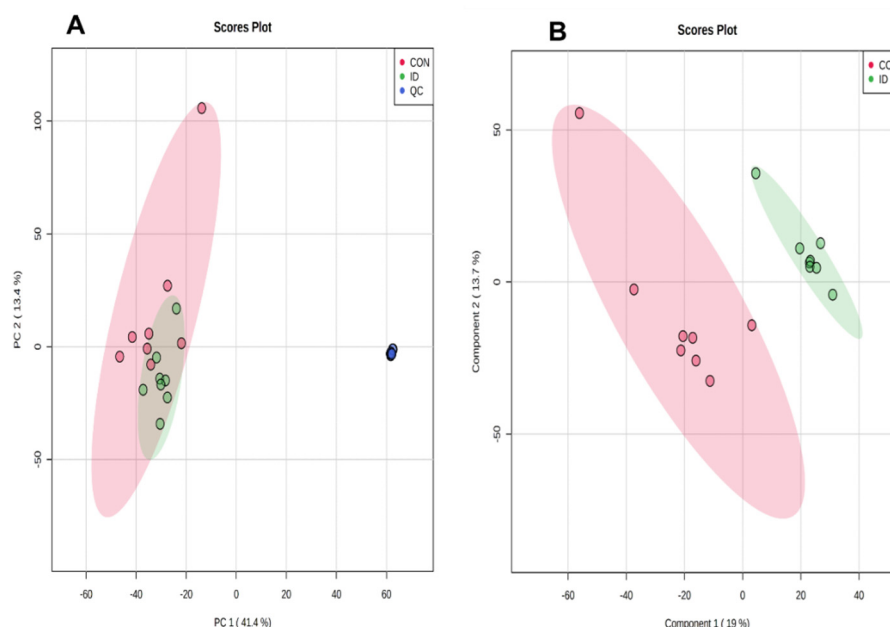 A
Scores Plot
CON
ID
QC
100
50
0
-50
PC 2 ( 13.4 %)
-60
-40
-20
0
20
40
60
PC 1 ( 41.4 %)
B
Scores Plot
CO
ID
50
0
-50
Component 2 ( 13.7 %)
-60
-40
-20
0
20
40
Component 1 ( 19 %)